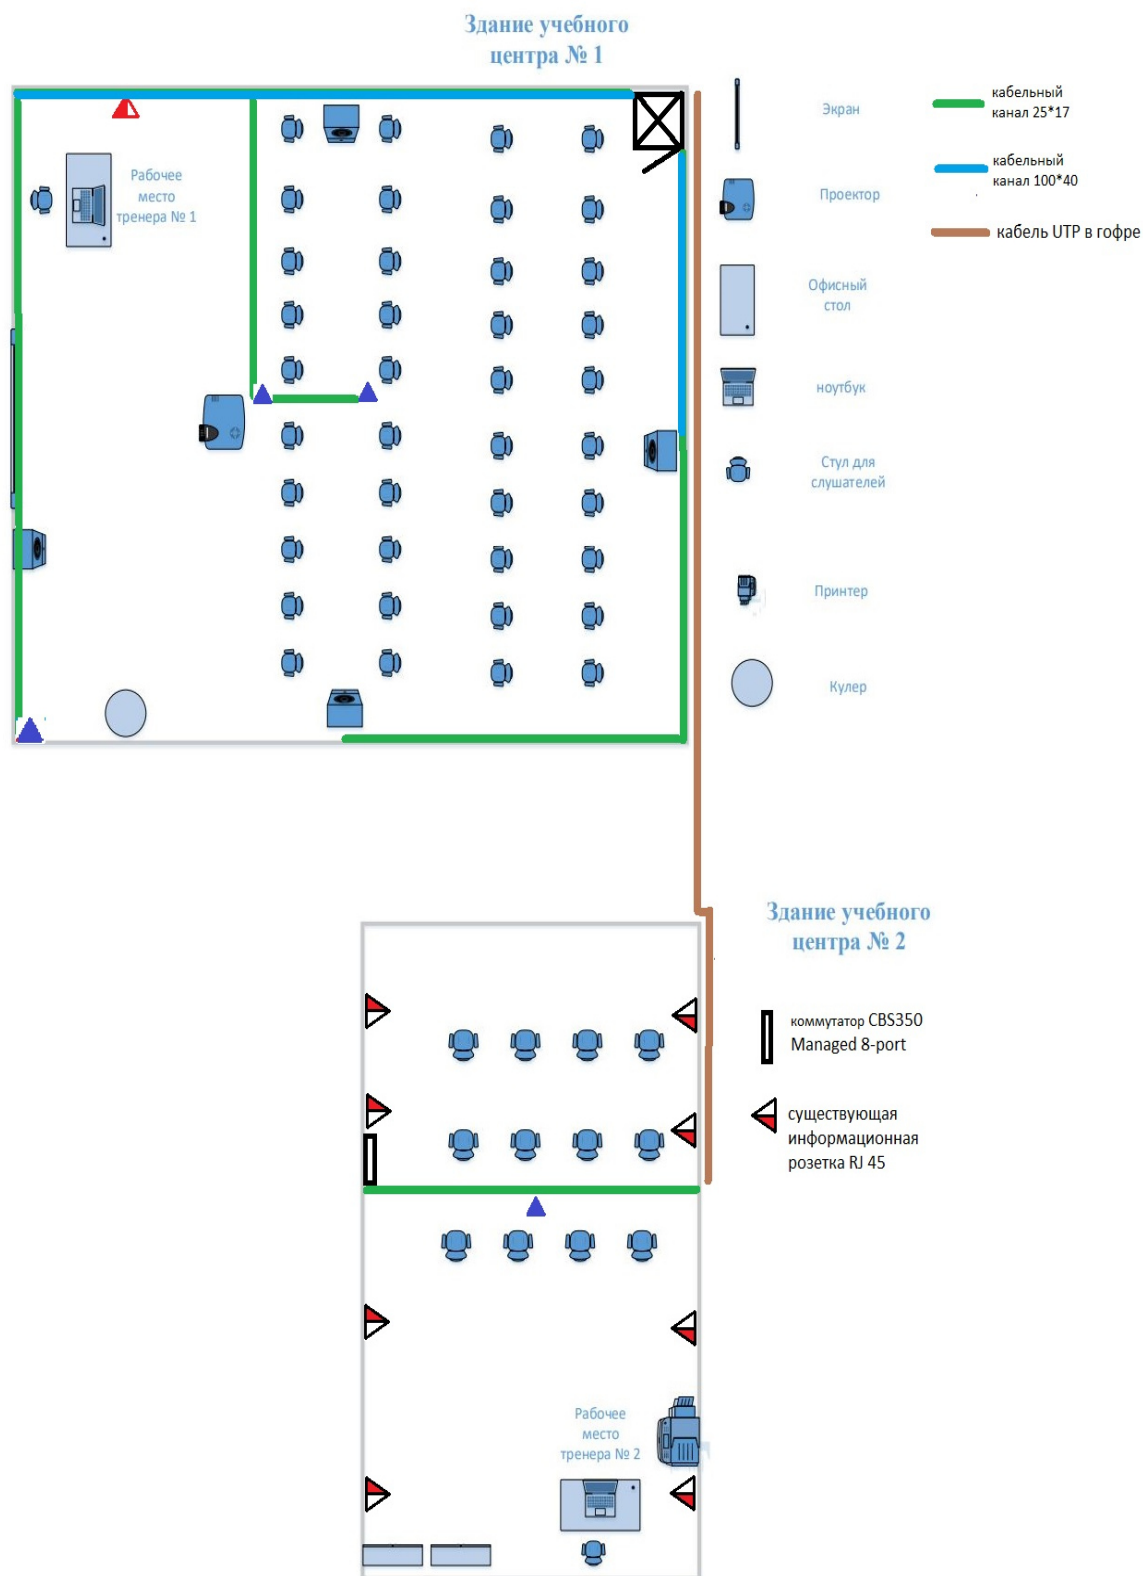 Здание учебного
центра № 1
Экран
кабельный
канал 25*17
Рабочее
место
тренера № 1
кабельный
канал 100*40
Проектор
кабель UTP в гофре
Офисный
стол
ноутбук
Стул для
слушателей
Принтер
Кулер
Здание учебного
центра № 2
коммутатор CBS350
Managed 8-port
существующая
информационная
розетка RJ 45
Рабочее
место
тренера № 2